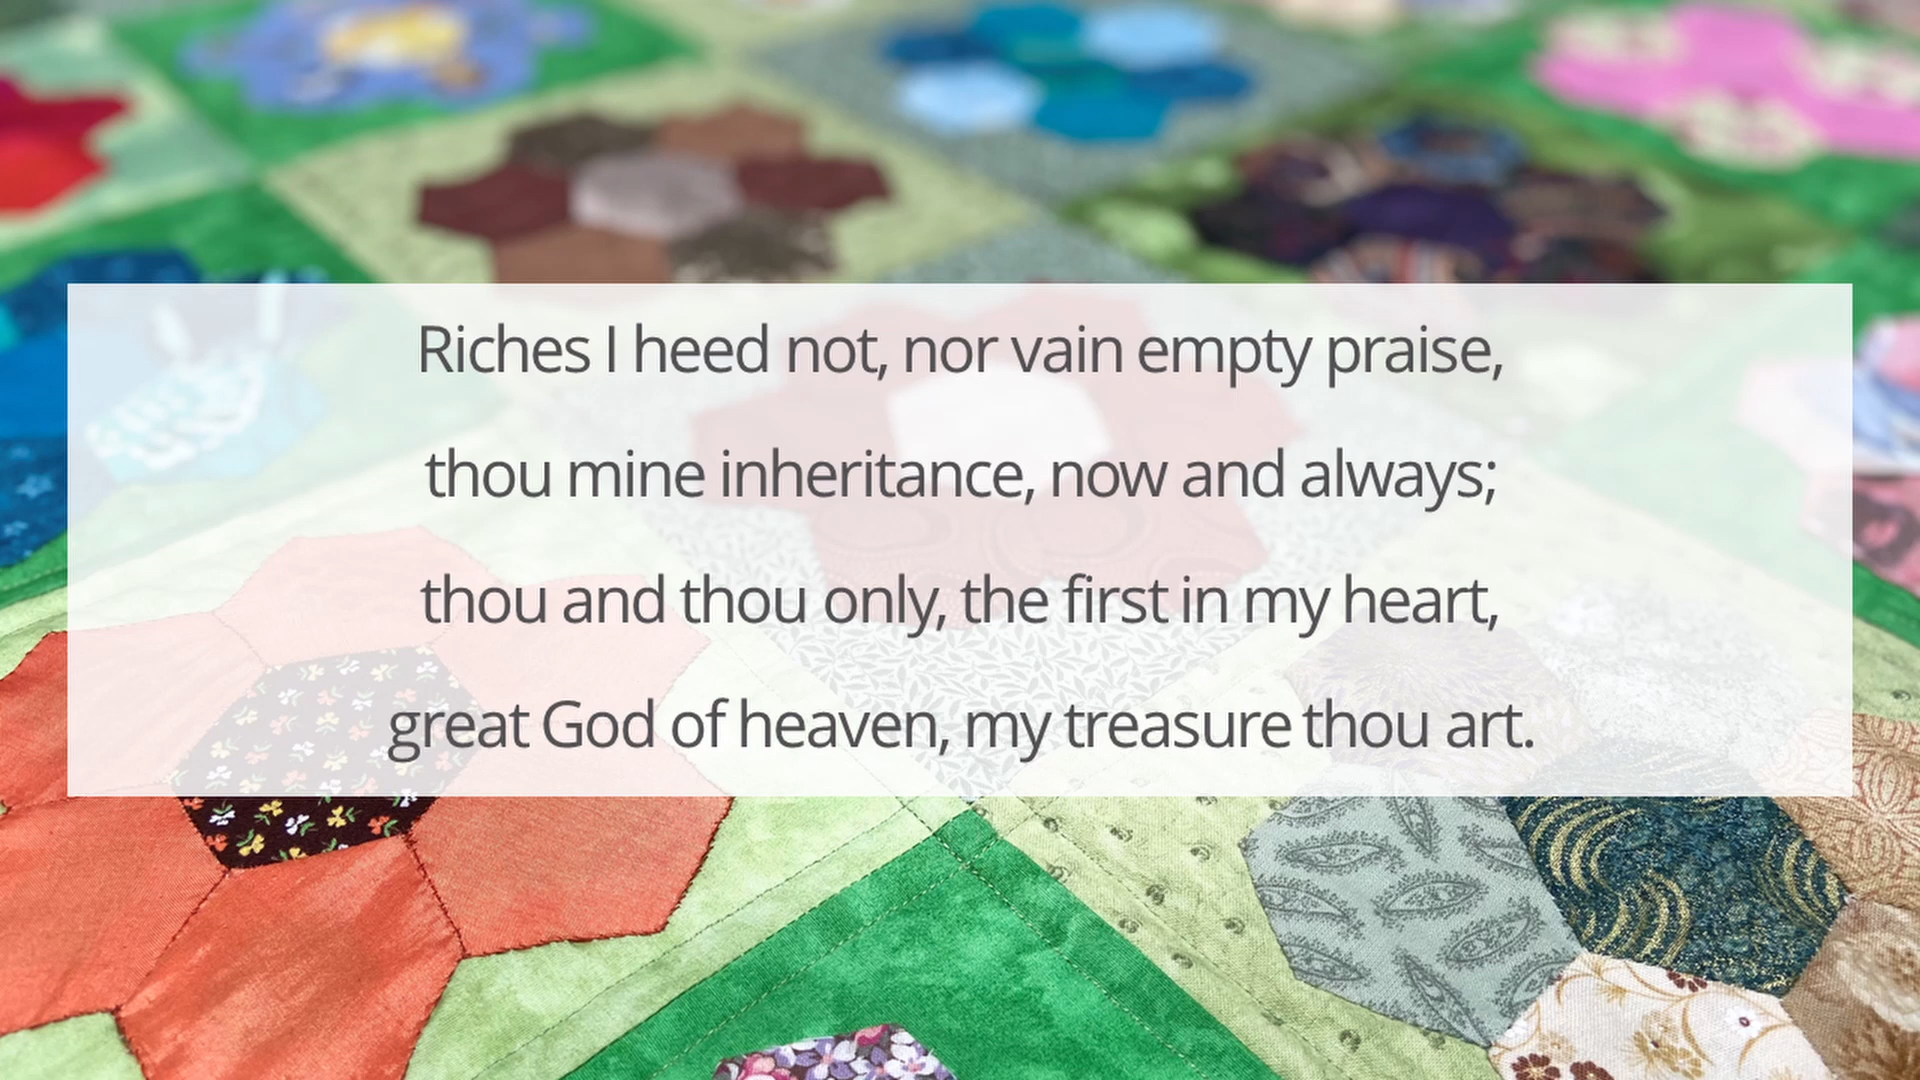 Riches I heed not, nor vain empty praise,
thou mine inheritance, now and always;
thou and thou only, the first in my heart,
great God of heaven, my treasure thou art.